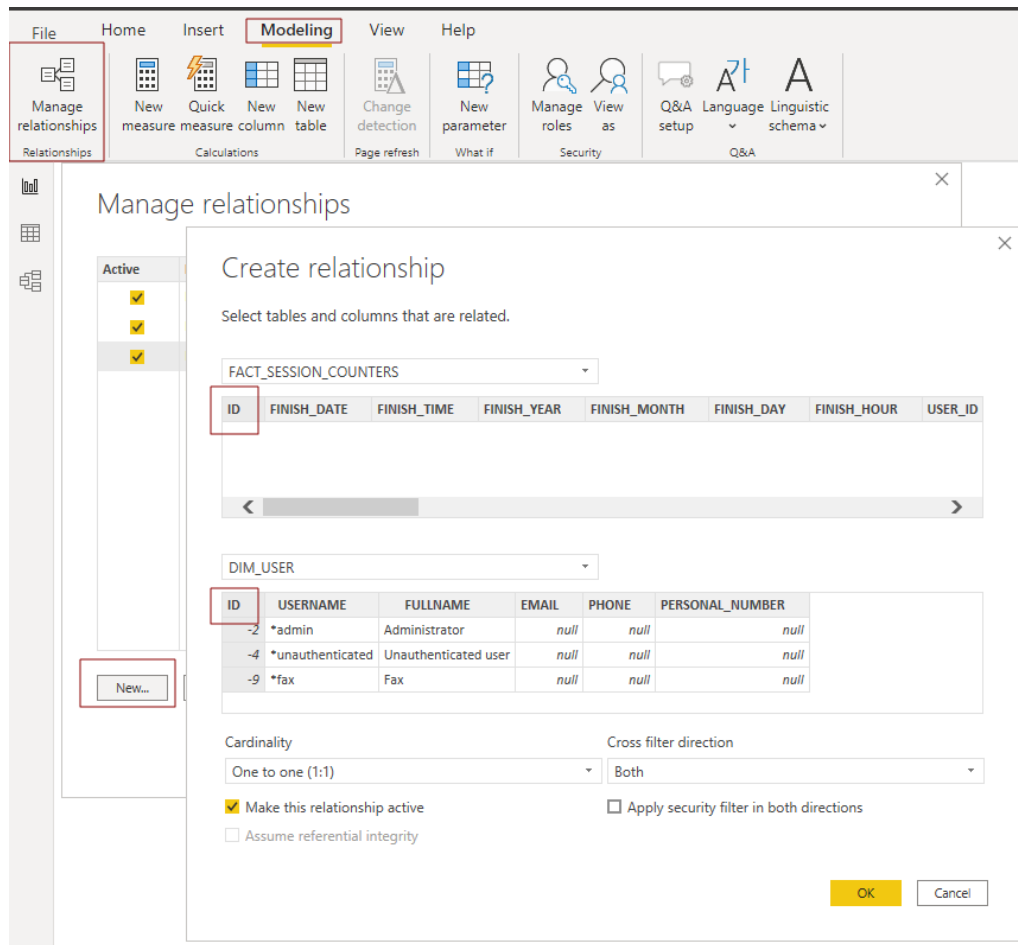 File Home Insert Modeling View Help
Manage relationships New measure Quick measure New column New table Change detection New parameter Manage roles View as Q&A setup Language Linguistic schema
Relationships Calculations Page refresh What if Security Q&A
Manage relationships
Active
Create relationship
Select tables and columns that are related.
FACT_SESSION_COUNTERS
ID FINISH_DATE FINISH_TIME FINISH_YEAR FINISH_MONTH FINISH_DAY FINISH_HOUR USER_ID
DIM_USER
ID USERNAME FULLNAME EMAIL PHONE PERSONAL_NUMBER
-2 *admin Administrator null null null
-4 *unauthenticated Unauthenticated user null null null
-9 *fax Fax null null null
New...
Cardinality Cross filter direction
One to one (1:1) Both
Make this relationship active Apply security filter in both directions
Assume referential integrity
OK Cancel